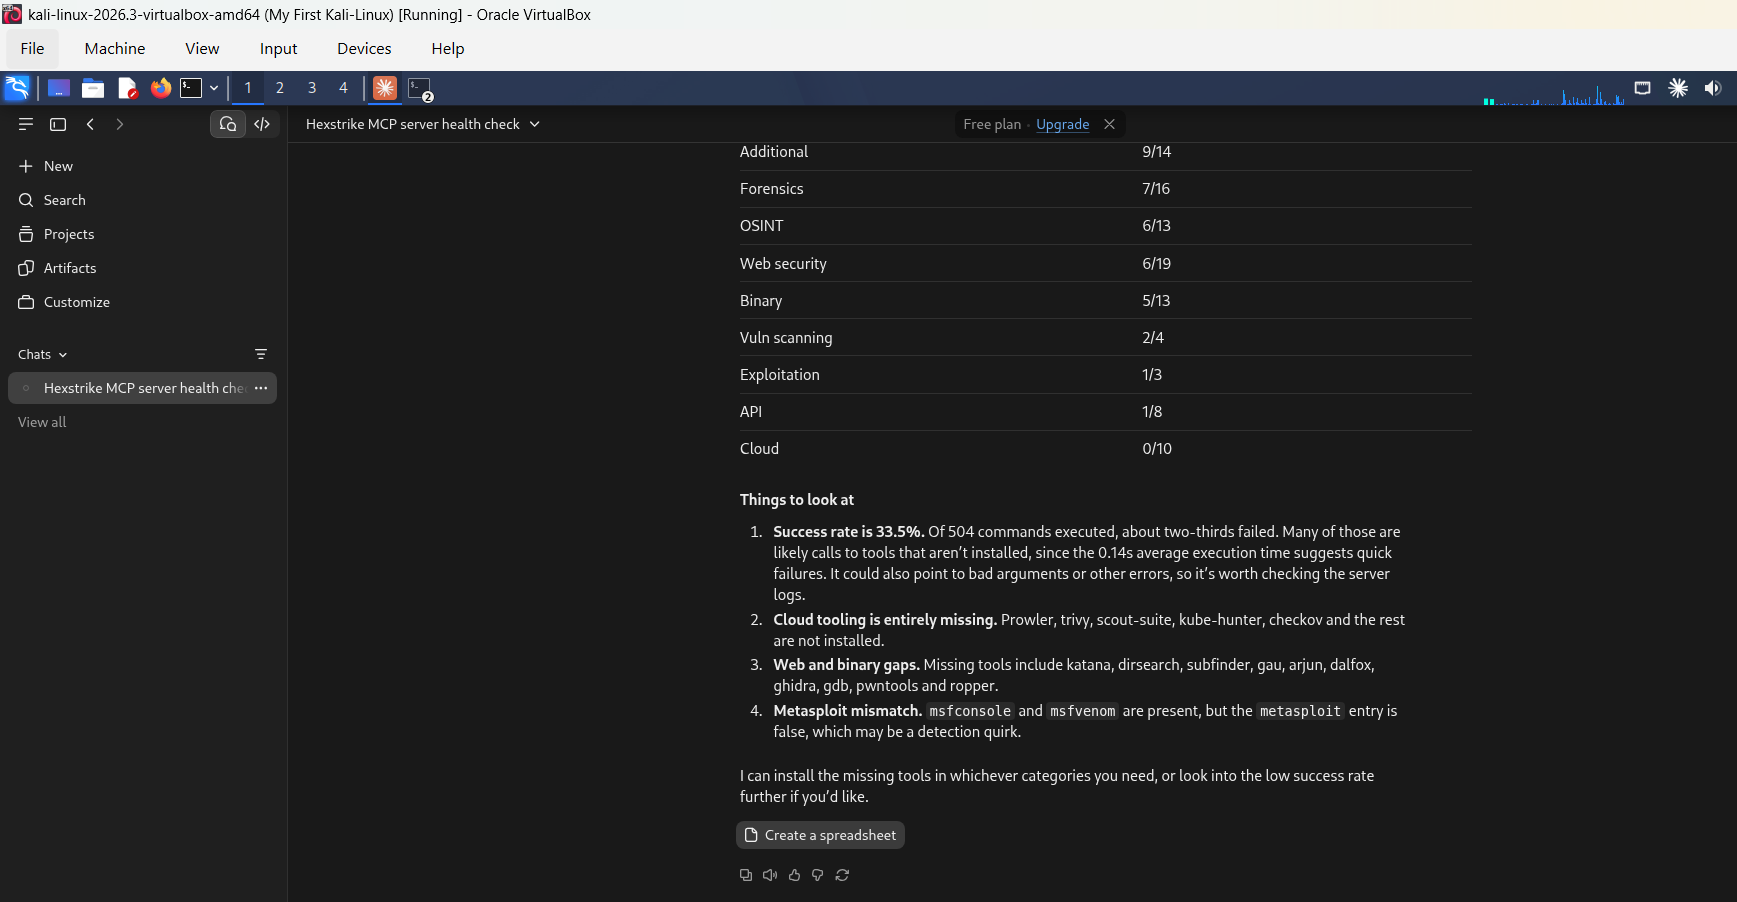 kali-linux-2026.3-virtualbox-amd64 (My First Kali-Linux) [Running] - Oracle VirtualBox
File Machine View Input Devices Help
1 2 3 4 2
Hexstrike MCP server health check
Free plan - Upgrade
New
Search
Projects
Artifacts
Customize
Chats
Hexstrike MCP server health che
View all
Additional 9/14
Forensics 7/16
OSINT 6/13
Web security 6/19
Binary 5/13
Vuln scanning 2/4
Exploitation 1/3
API 1/8
Cloud 0/10
Things to look at
1. Success rate is 33.5%. Of 504 commands executed, about two-thirds failed. Many of those are
likely calls to tools that aren’t installed, since the 0.14s average execution time suggests quick
failures. It could also point to bad arguments or other errors, so it’s worth checking the server
logs.
2. Cloud tooling is entirely missing. Prowler, trivy, scout-suite, kube-hunter, checkov and the rest
are not installed.
3. Web and binary gaps. Missing tools include katana, dirsearch, subfinder, gau, arjun, dalfox,
ghidra, gdb, pwntools and ropper.
4. Metasploit mismatch. msfconsole and msfvenom are present, but the metasploit entry is
false, which may be a detection quirk.
I can install the missing tools in whichever categories you need, or look into the low success rate
further if you’d like.
Create a spreadsheet